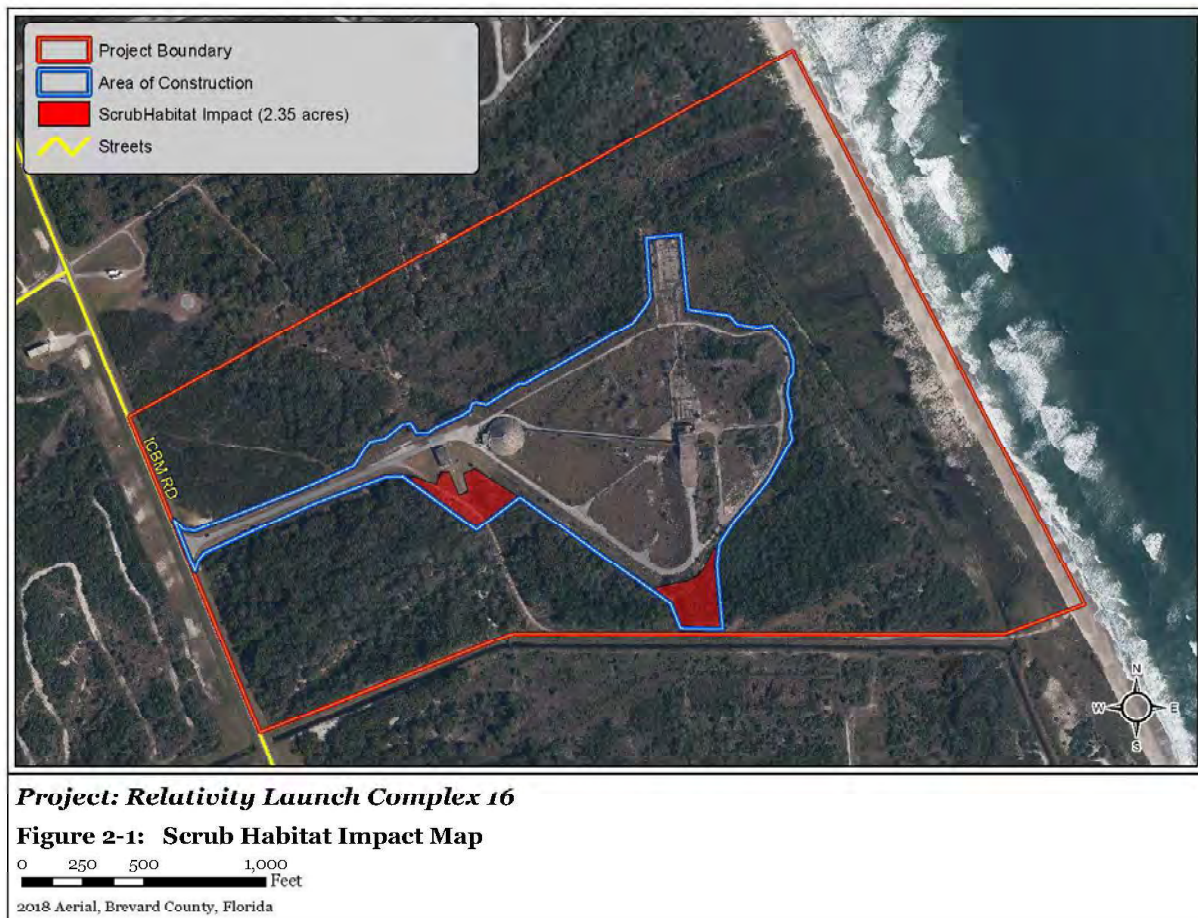 Project Boundary
Area of Construction
ScrubHabitat Impact (2.35 acres)
Streets
ICBM RD
N
W E
S
Project: Relativity Launch Complex 16
Figure 2-1: Scrub Habitat Impact Map
0 250 500 1,000
Feet
2018 Aerial, Brevard County, Florida